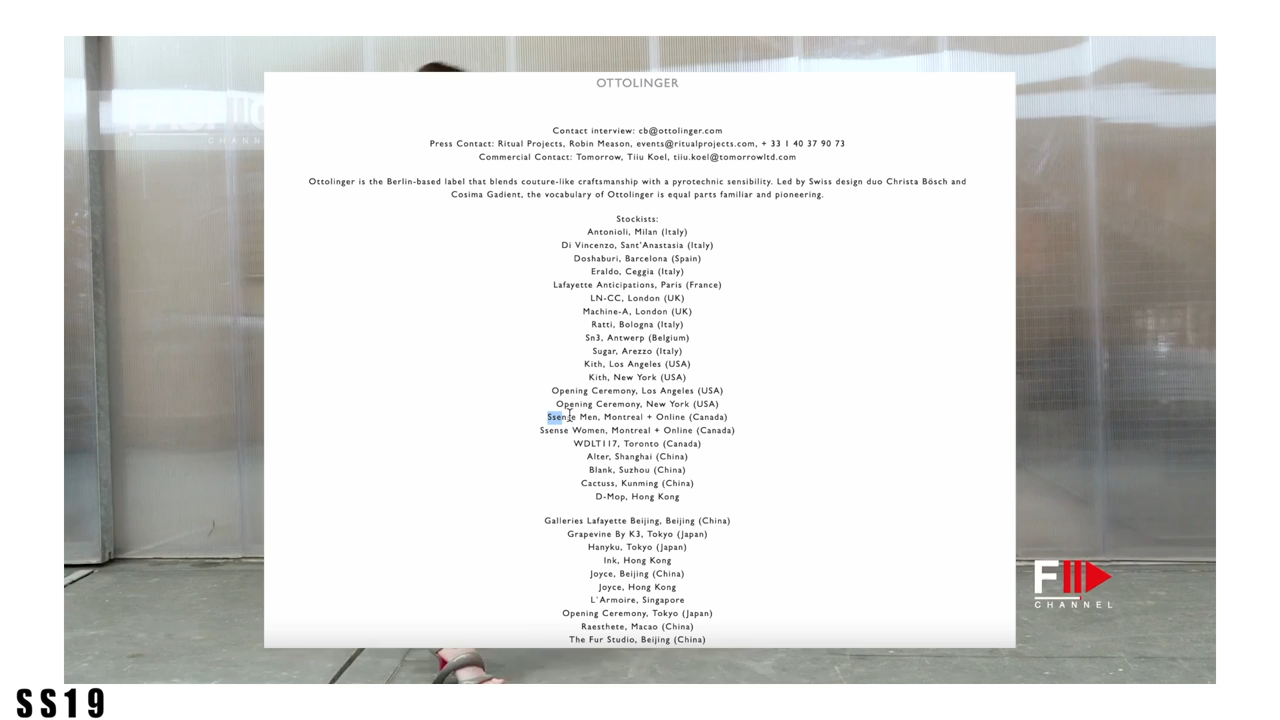 OTTOLINGER
Contact interview: cb@ottolinger.com
Press Contact: Ritual Projects, Robin Meason, events@ritualprojects.com, + 33 1 40 37 90 73
Commercial Contact: Tomorrow, Tiiu Koel, tiiu.koel@tomorrowltd.com
Ottolinger is the Berlin-based label that blends couture-like craftsmanship with a pyrotechnic sensibility. Led by Swiss design duo Christa Bösch and
Cosima Gadient, the vocabulary of Ottolinger is equal parts familiar and pioneering.
Stockists:
Antonioli, Milan (Italy)
Di Vincenzo, Sant'Anastasia (Italy)
Doshaburi, Barcelona (Spain)
Eraldo, Ceggia (Italy)
Lafayette Anticipations, Paris (France)
LN-CC, London (UK)
Machine-A, London (UK)
Ratti, Bologna (Italy)
Sn3, Antwerp (Belgium)
Sugar, Arezzo (Italy)
Kith, Los Angeles (USA)
Kith, New York (USA)
Opening Ceremony, Los Angeles (USA)
Opening Ceremony, New York (USA)
Ssense Men, Montreal + Online (Canada)
Ssense Women, Montreal + Online (Canada)
WDLT117, Toronto (Canada)
Alter, Shanghai (China)
Blank, Suzhou (China)
Cactuss, Kunming (China)
D-Mop, Hong Kong
Galleries Lafayette Beijing, Beijing (China)
Grapevine By K3, Tokyo (Japan)
Hanyku, Tokyo (Japan)
Ink, Hong Kong
Joyce, Beijing (China)
Joyce, Hong Kong
L'Armoire, Singapore
Opening Ceremony, Tokyo (Japan)
Raesthete, Macao (China)
The Fur Studio, Beijing (China)
F
CHANNEL
SS19